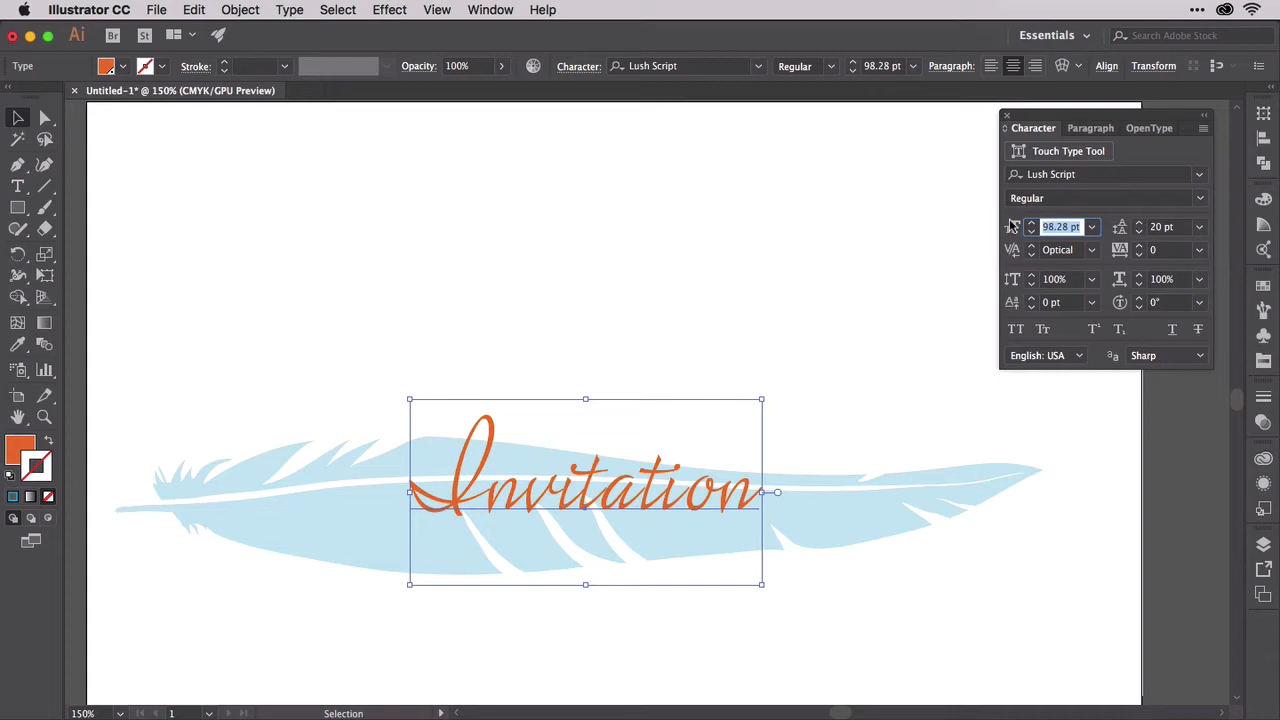 Illustrator CC File Edit Object Type Select Effect View Window Help
Ai Br St Essentials Search Adobe Stock
Type Stroke: Opacity: 100% Character: Lush Script Regular 98.28 pt Paragraph: Align Transform
Untitled-1* @ 150% (CMYK/GPU Preview)
Character Paragraph OpenType
Touch Type Tool
Lush Script
Regular
98.28 pt 20 pt
Optical 0
100% 100%
0 pt 0°
English: USA Sharp
Invitation
150% 1 Selection